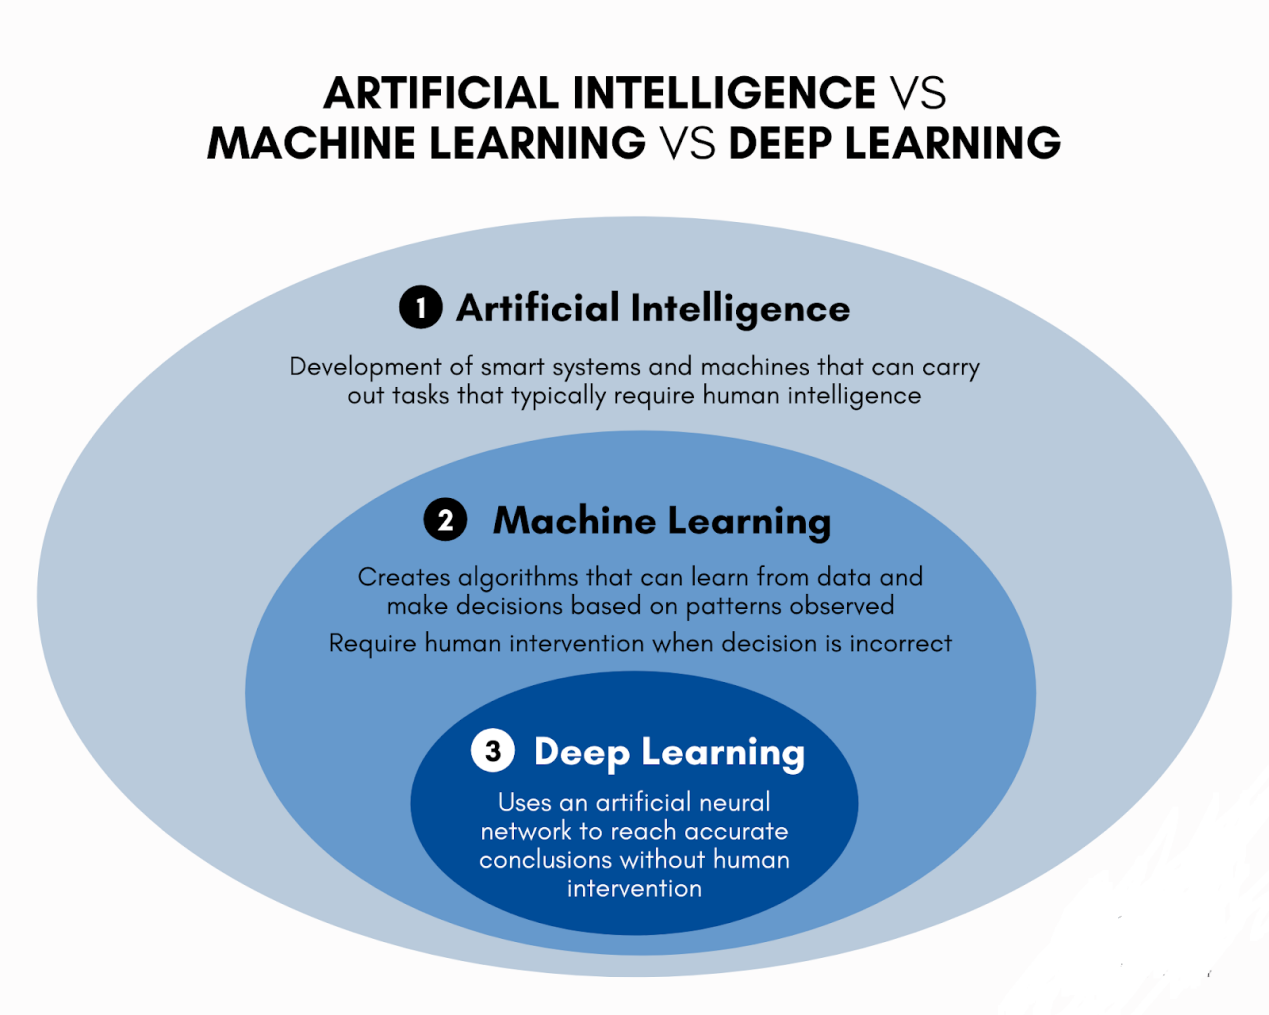 ARTIFICIAL INTELLIGENCE VS
MACHINE LEARNING VS DEEP LEARNING
1 Artificial Intelligence
Development of smart systems and machines that can carry
out tasks that typically require human intelligence
2 Machine Learning
Creates algorithms that can learn from data and
make decisions based on patterns observed
Require human intervention when decision is incorrect
3 Deep Learning
Uses an artificial neural
network to reach accurate
conclusions without human
intervention